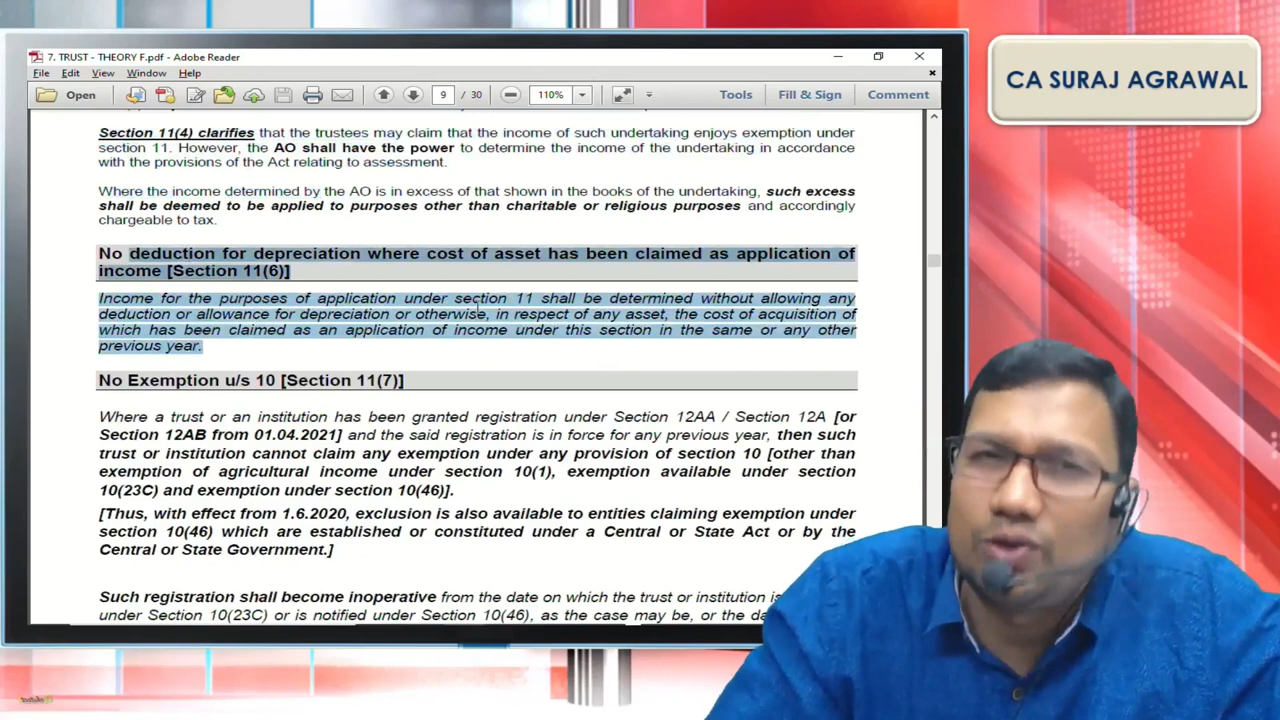 7. TRUST - THEORY F.pdf - Adobe Reader
File Edit View Window Help
Open 9 / 30 110% Tools Fill & Sign Comment
CA SURAJ AGRAWAL
Section 11(4) clarifies that the trustees may claim that the income of such undertaking enjoys exemption under
section 11. However, the AO shall have the power to determine the income of the undertaking in accordance
with the provisions of the Act relating to assessment.
Where the income determined by the AO is in excess of that shown in the books of the undertaking, such excess
shall be deemed to be applied to purposes other than charitable or religious purposes and accordingly
chargeable to tax.
No deduction for depreciation where cost of asset has been claimed as application of
income [Section 11(6)]
Income for the purposes of application under section 11 shall be determined without allowing any
deduction or allowance for depreciation or otherwise, in respect of any asset, the cost of acquisition of
which has been claimed as an application of income under this section in the same or any other
previous year.
No Exemption u/s 10 [Section 11(7)]
Where a trust or an institution has been granted registration under Section 12AA / Section 12A [or
Section 12AB from 01.04.2021] and the said registration is in force for any previous year, then such
trust or institution cannot claim any exemption under any provision of section 10 [other than
exemption of agricultural income under section 10(1), exemption available under section
10(23C) and exemption under section 10(46)].
[Thus, with effect from 1.6.2020, exclusion is also available to entities claiming exemption under
section 10(46) which are established or constituted under a Central or State Act or by the
Central or State Government.]
Such registration shall become inoperative from the date on which the trust or institution is
under Section 10(23C) or is notified under Section 10(46), as the case may be, or the